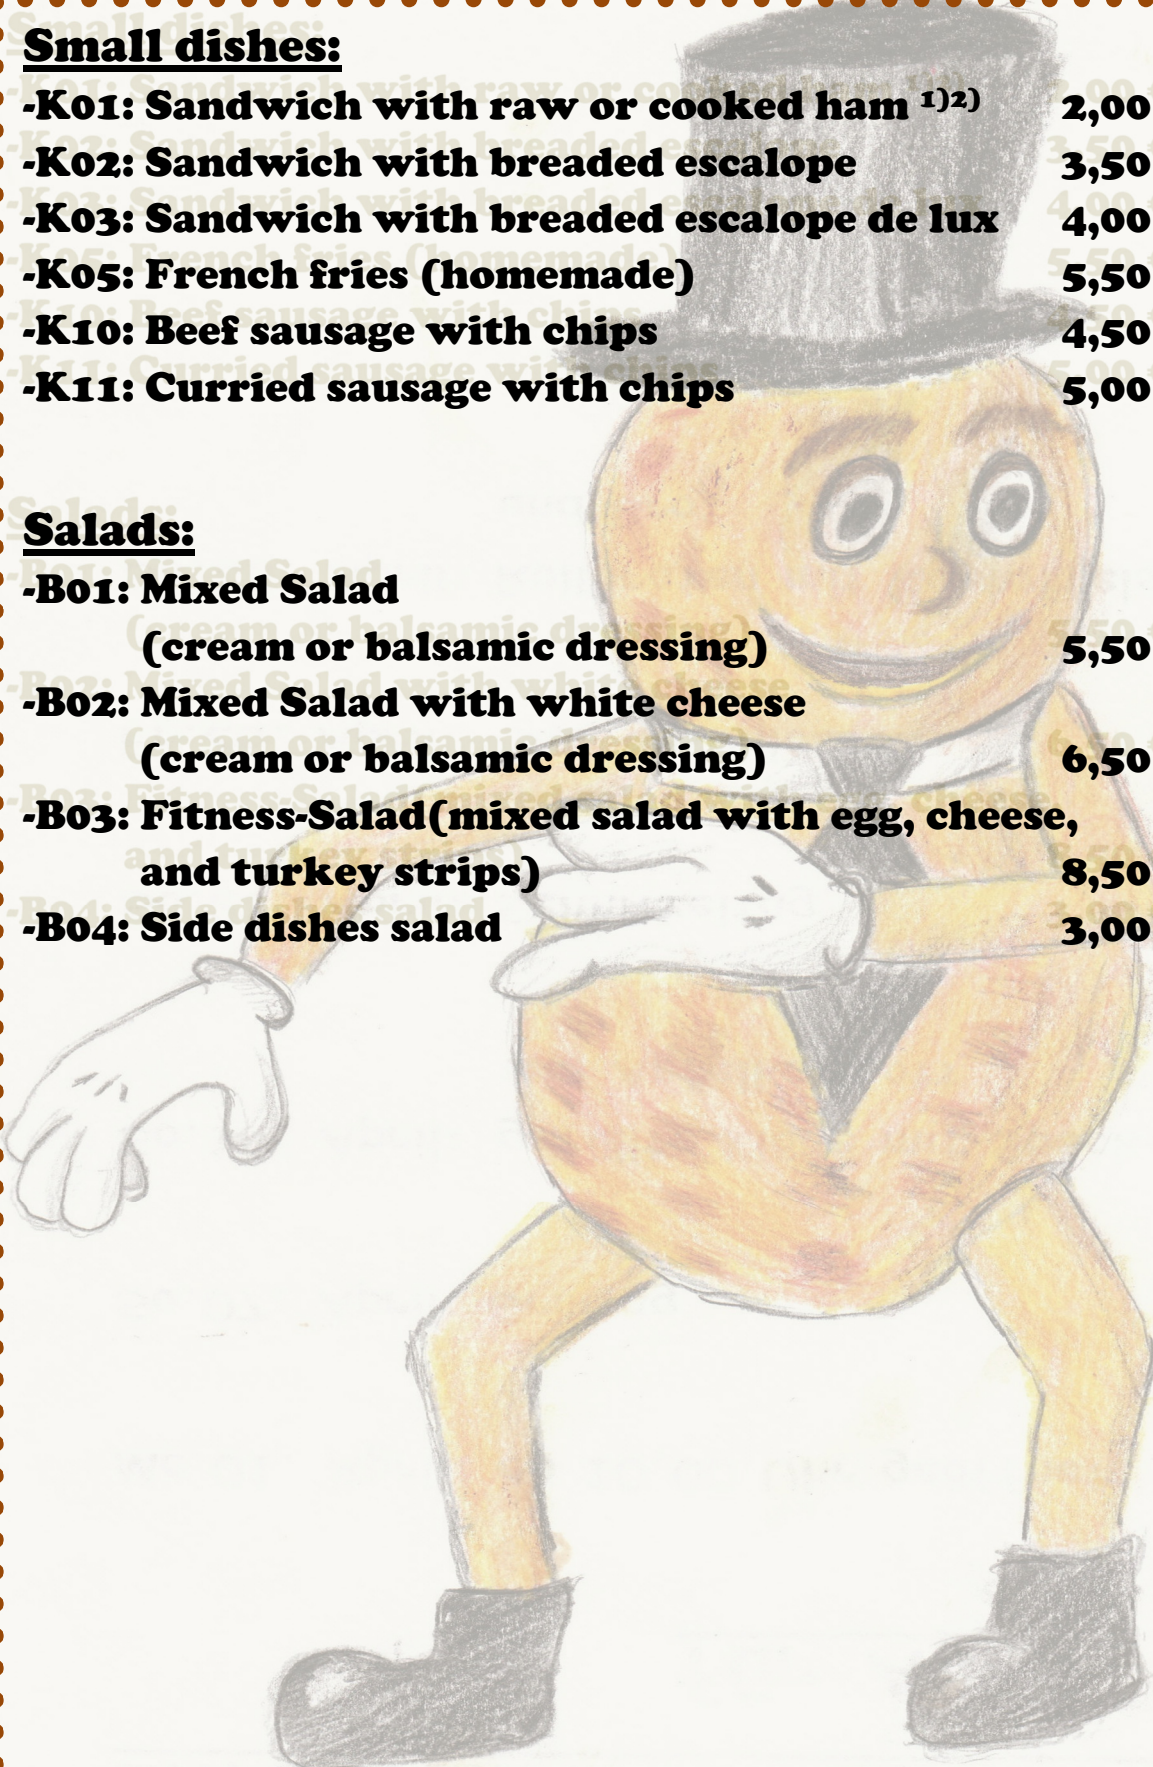 Small dishes:
-K01: Sandwich with raw or cooked ham 1)2) 2,00
-K02: Sandwich with breaded escalope 3,50
-K03: Sandwich with breaded escalope de lux 4,00
-K05: French fries (homemade) 5,50
-K10: Beef sausage with chips 4,50
-K11: Curried sausage with chips 5,00
Salads:
-B01: Mixed Salad
(cream or balsamic dressing) 5,50
-B02: Mixed Salad with white cheese
(cream or balsamic dressing) 6,50
-B03: Fitness-Salad(mixed salad with egg, cheese,
and turkey strips) 8,50
-B04: Side dishes salad 3,00